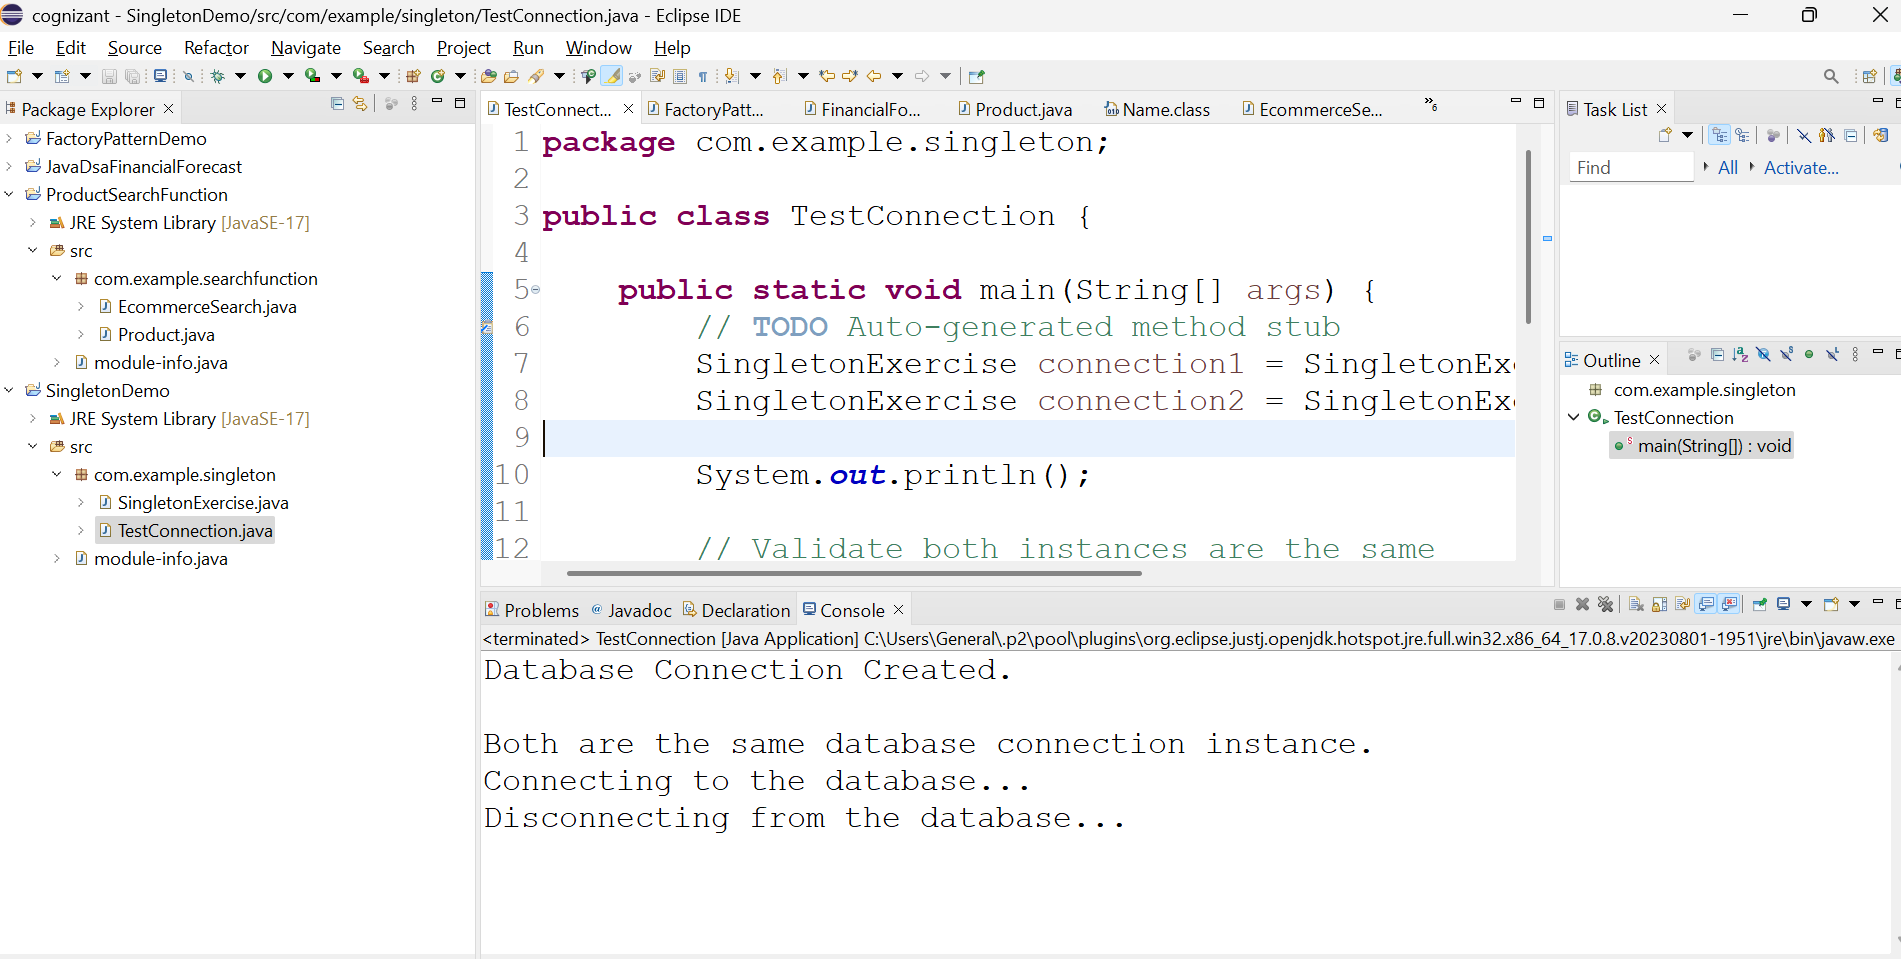 cognizant - SingletonDemo/src/com/example/singleton/TestConnection.java - Eclipse IDE
File Edit Source Refactor Navigate Search Project Run Window Help
Package Explorer
FactoryPatternDemo
JavaDsaFinancialForecast
ProductSearchFunction
JRE System Library [JavaSE-17]
src
com.example.searchfunction
EcommerceSearch.java
Product.java
module-info.java
SingletonDemo
JRE System Library [JavaSE-17]
src
com.example.singleton
SingletonExercise.java
TestConnection.java
module-info.java
TestConnect... FactoryPatt... FinancialFo... Product.java Name.class EcommerceSe... »6
1 package com.example.singleton;
2
3 public class TestConnection {
4
5 public static void main(String[] args) {
6 // TODO Auto-generated method stub
7 SingletonExercise connection1 = SingletonEx
8 SingletonExercise connection2 = SingletonEx
9
10 System.out.println();
11
12 // Validate both instances are the same
Task List
Find All Activate...
Outline
com.example.singleton
TestConnection
main(String[]) : void
Problems Javadoc Declaration Console
<terminated> TestConnection [Java Application] C:\Users\General\.p2\pool\plugins\org.eclipse.justj.openjdk.hotspot.jre.full.win32.x86_64_17.0.8.v20230801-1951\jre\bin\javaw.exe
Database Connection Created.
Both are the same database connection instance.
Connecting to the database...
Disconnecting from the database...